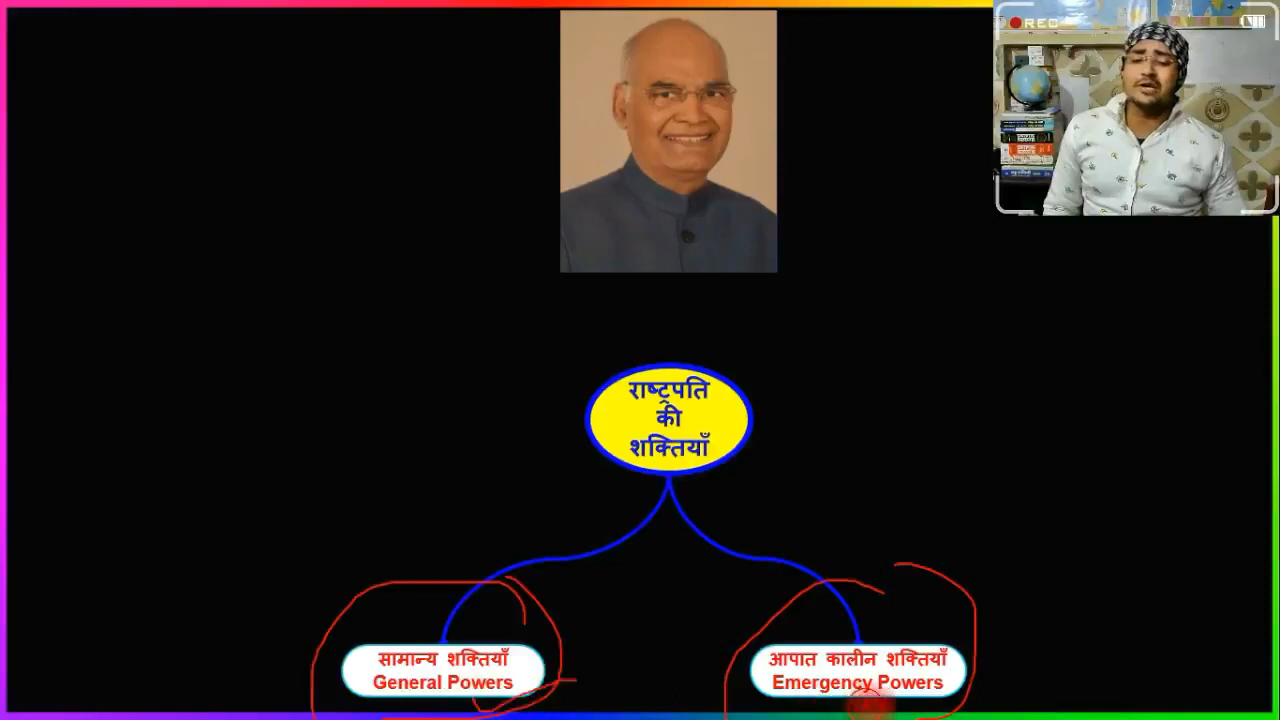 REC
राष्ट्रपति
की
शक्तियाँ
सामान्य शक्तियाँ
General Powers
आपात कालीन शक्तियाँ
Emergency Powers